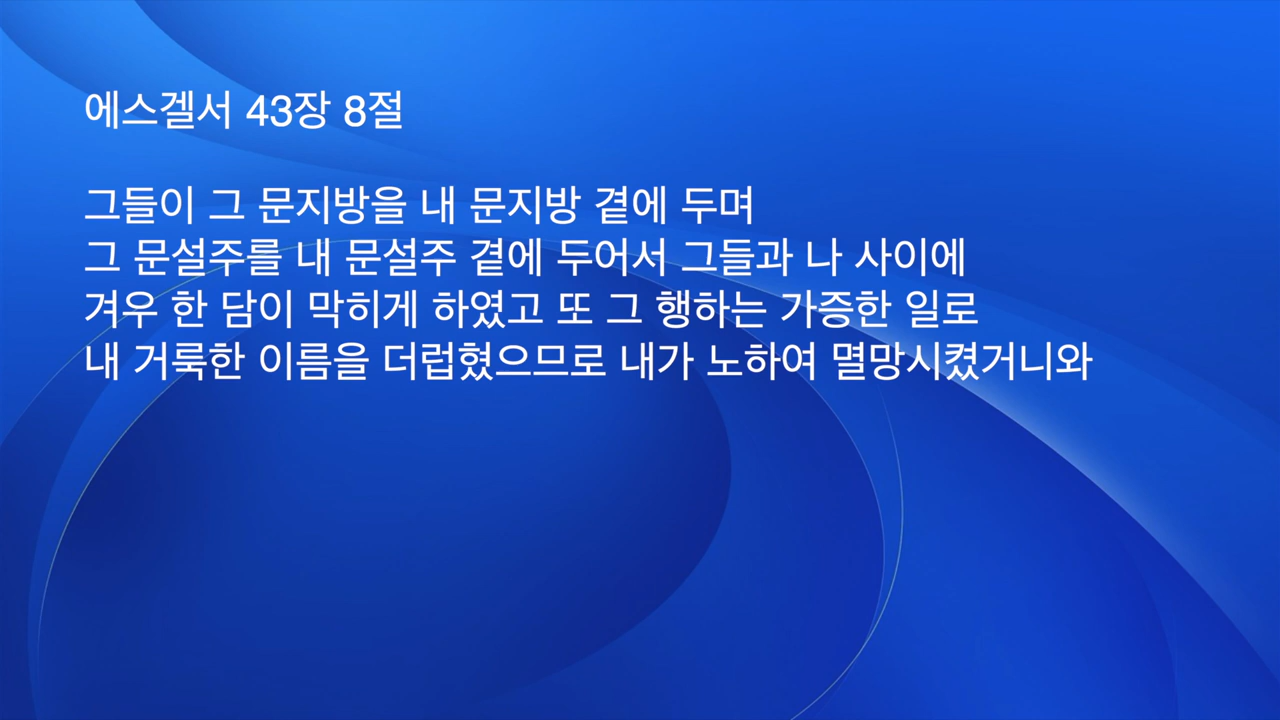 에스겔서 43장 8절
그들이 그 문지방을 내 문지방 곁에 두며
그 문설주를 내 문설주 곁에 두어서 그들과 나 사이에
겨우 한 담이 막히게 하였고 또 그 행하는 가증한 일로
내 거룩한 이름을 더럽혔으므로 내가 노하여 멸망시켰거니와